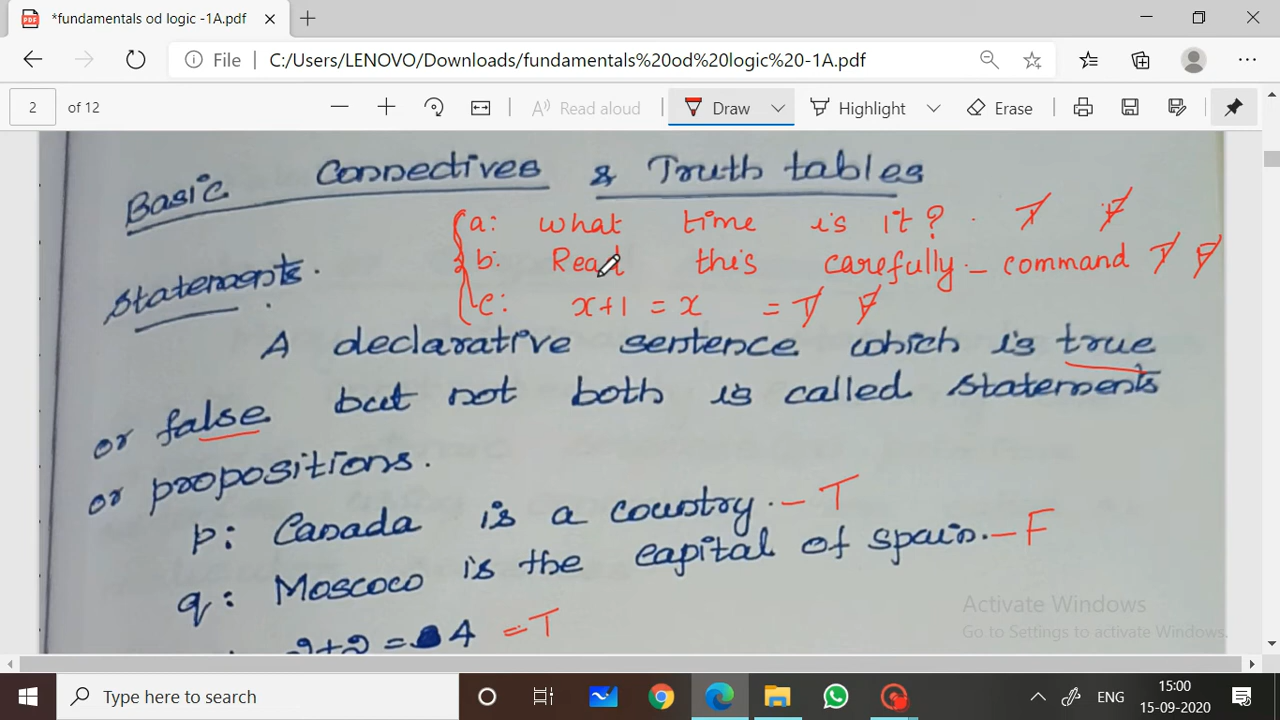 *fundamentals od logic -1A.pdf
File C:/Users/LENOVO/Downloads/fundamentals%20od%20logic%20-1A.pdf
2 of 12 Read aloud Draw Highlight Erase
Basic Connectives & Truth tables
a: What time is it? T F
Statements. b: Read this carefully - command T F
c: x+1 = x = T F
A declarative sentence which is true
or false but not both is called statements
or propositions.
p: Canada is a country. - T
q: Moscoco is the capital of spain. - F
2+2 = 4 = T
Activate Windows
Go to Settings to activate Windows.
Type here to search
ENG 15:00
15-09-2020